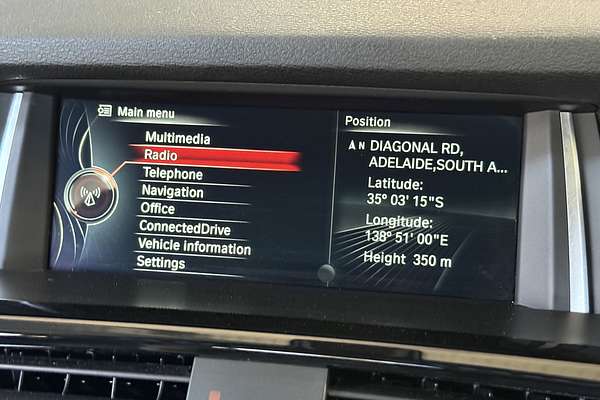 Main menu
Multimedia
Radio
Telephone
Navigation
Office
ConnectedDrive
Vehicle information
Settings
Position
N DIAGONAL RD,
ADELAIDE,SOUTH A...
Latitude:
35° 03' 15"S
Longitude:
138° 51' 00"E
Height 350 m